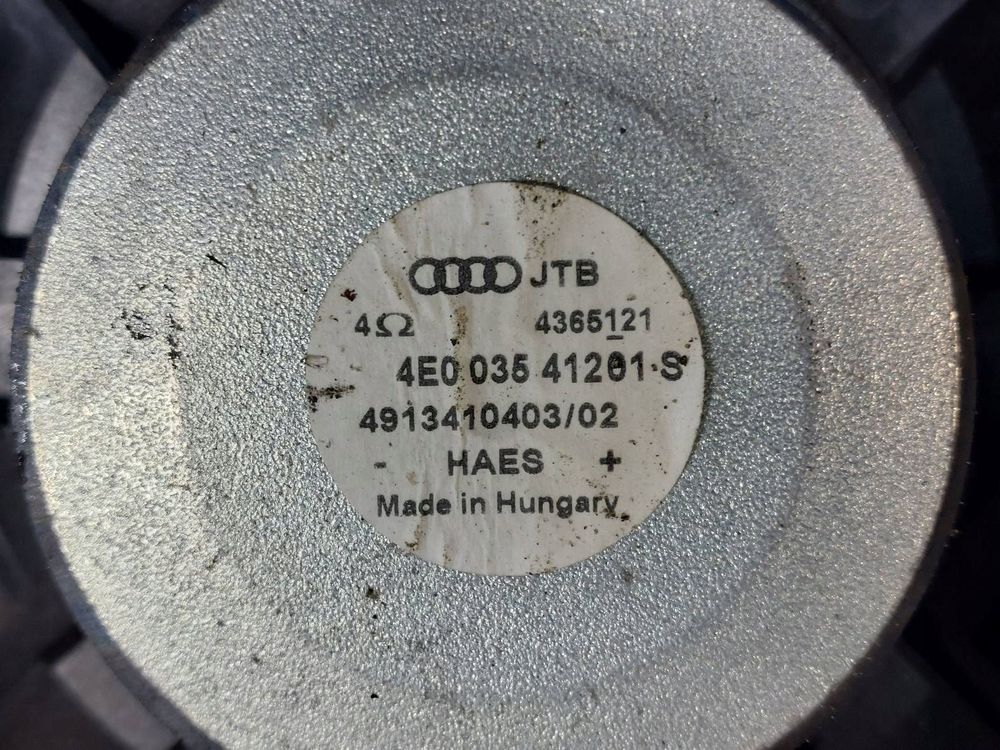 JTB
4Ω 4365121
4E0 035 41201 S
4913410403/02
- HAES +
Made in Hungary